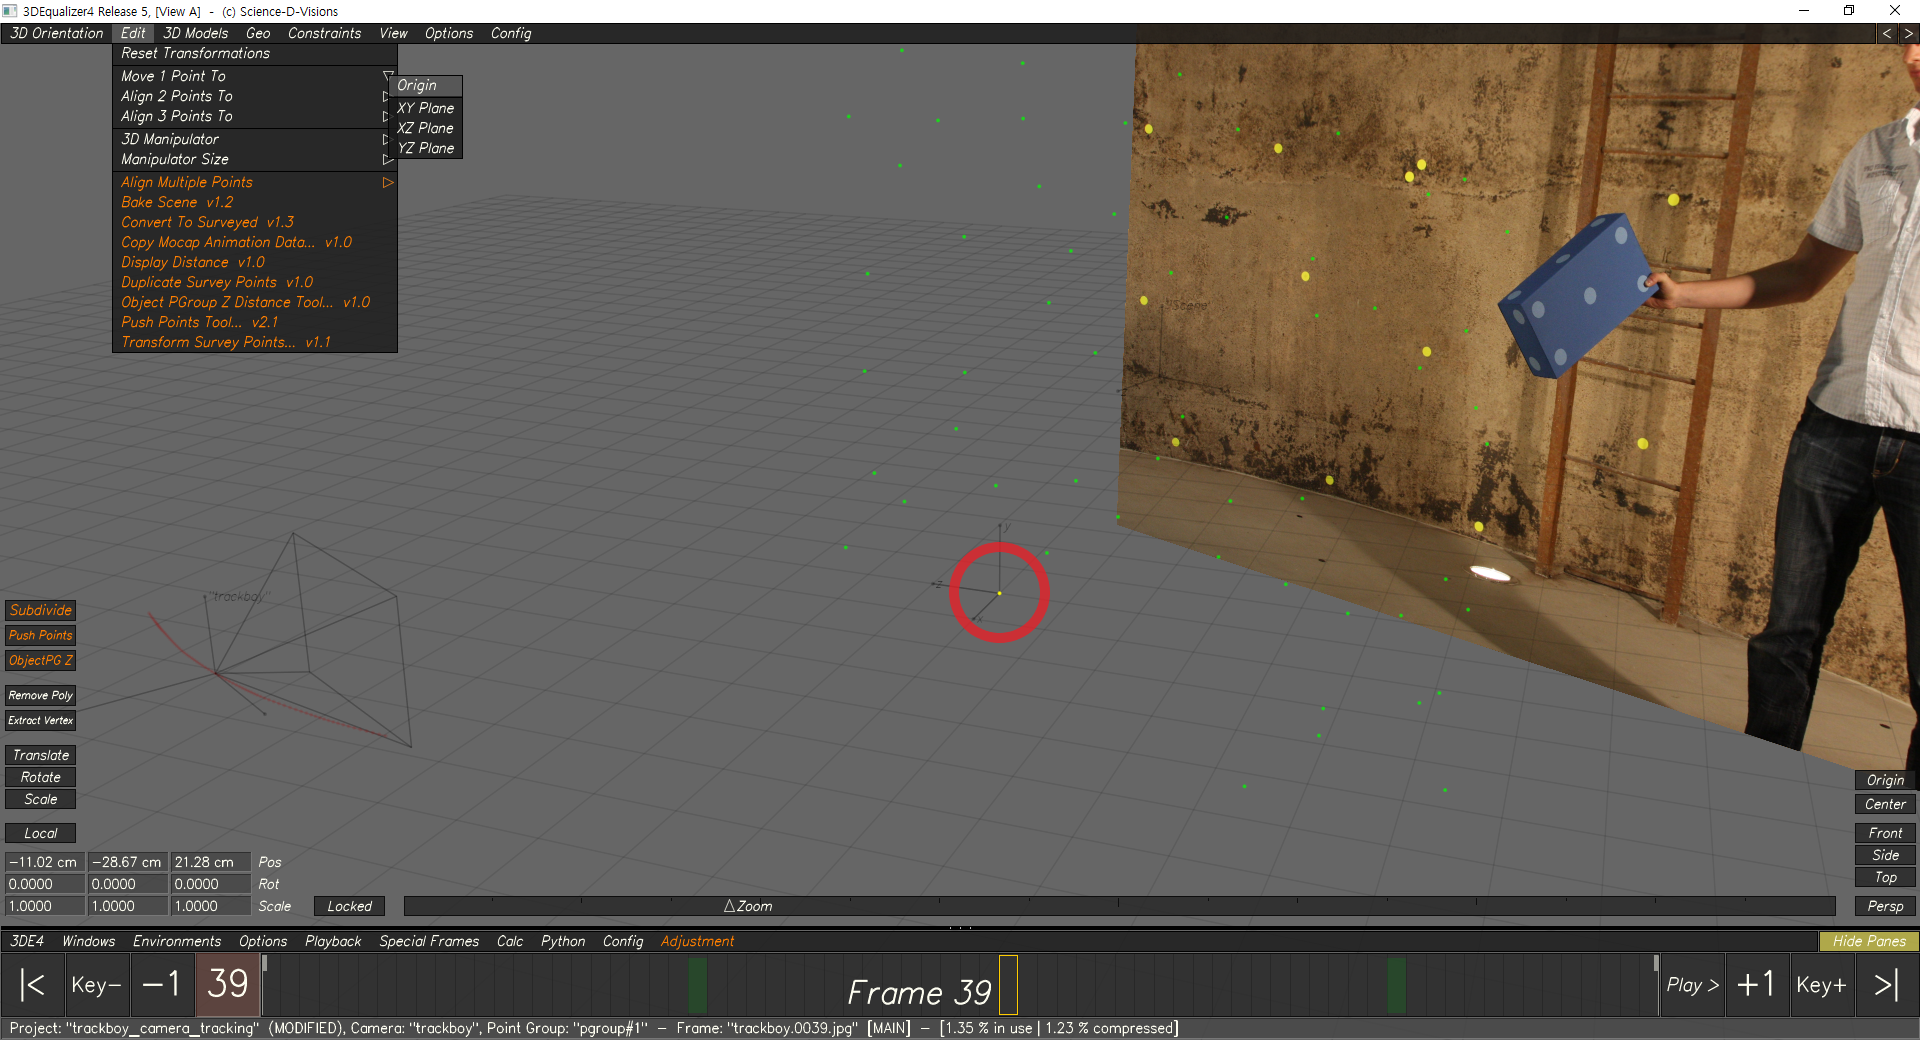 3DEqualizer4 Release 5, [View A]  -  (c) Science-D-Visions
3D Orientation Edit 3D Models Geo Constraints View Options Config < >
Reset Transformations
Move 1 Point To
Align 2 Points To
Align 3 Points To
3D Manipulator
Manipulator Size
Align Multiple Points
Bake Scene v1.2
Convert To Surveyed v1.3
Copy Mocap Animation Data... v1.0
Display Distance v1.0
Duplicate Survey Points v1.0
Object PGroup Z Distance Tool... v1.0
Push Points Tool... v2.1
Transform Survey Points... v1.1
Origin
XY Plane
XZ Plane
YZ Plane
"Scene"
y
z
x
"trackboy"
Subdivide
Push Points
ObjectPG Z
Remove Poly
Extract Vertex
Translate
Rotate
Scale
Local
-11.02 cm -28.67 cm 21.28 cm Pos
0.0000 0.0000 0.0000 Rot
1.0000 1.0000 1.0000 Scale Locked
Zoom
Origin
Center
Front
Side
Top
Persp
3DE4 Windows Environments Options Playback Special Frames Calc Python Config Adjustment Hide Panes
|< Key- -1 39 Frame 39 Play > +1 Key+ >|
Project: "trackboy_camera_tracking" (MODIFIED), Camera: "trackboy", Point Group: "pgroup#1" - Frame: "trackboy.0039.jpg" [MAIN] - [1.35 % in use | 1.23 % compressed]